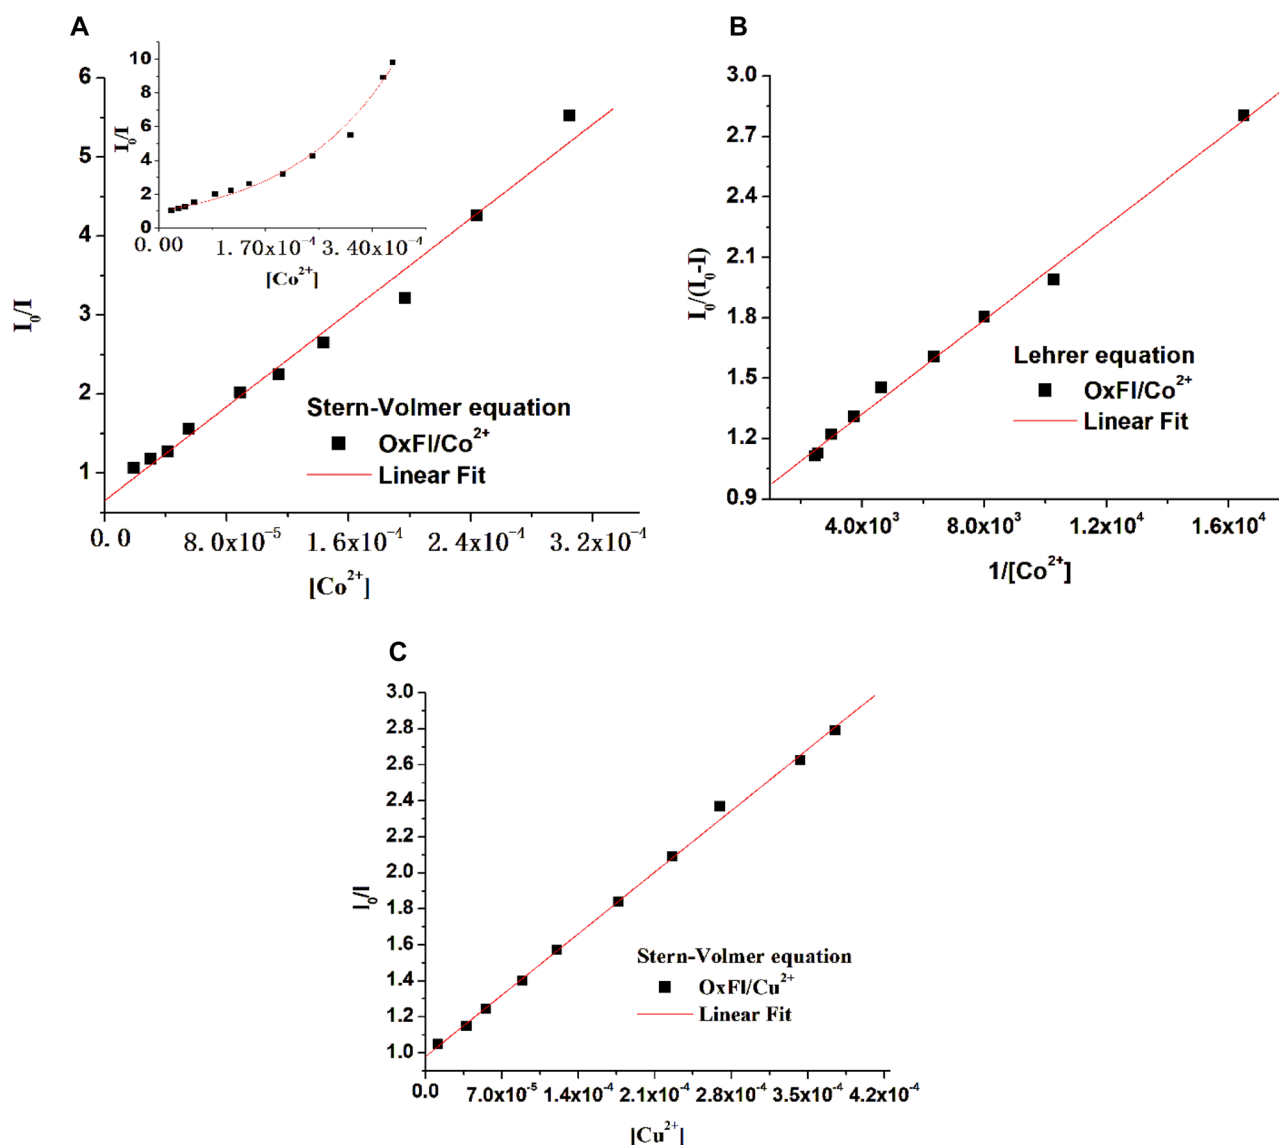 A
10
8
6
4
2
0
I₀/I
0.00
1.70x10⁻⁴
3.40x10⁻⁴
[Co²⁺]
6
5
4
3
2
1
I₀/I
Stern-Volmer equation
OxFl/Co²⁺
Linear Fit
0.0
8.0x10⁻⁵
1.6x10⁻⁴
2.4x10⁻⁴
3.2x10⁻⁴
[Co²⁺]
B
3.0
2.7
2.4
2.1
1.8
1.5
1.2
0.9
I₀/(I₀-I)
Lehrer equation
OxFl/Co²⁺
Linear Fit
4.0x10³
8.0x10³
1.2x10⁴
1.6x10⁴
1/[Co²⁺]
C
3.0
2.8
2.6
2.4
2.2
2.0
1.8
1.6
1.4
1.2
1.0
I₀/I
Stern-Volmer equation
OxFl/Cu²⁺
Linear Fit
0.0
7.0x10⁻⁵
1.4x10⁻⁴
2.1x10⁻⁴
2.8x10⁻⁴
3.5x10⁻⁴
4.2x10⁻⁴
[Cu²⁺]